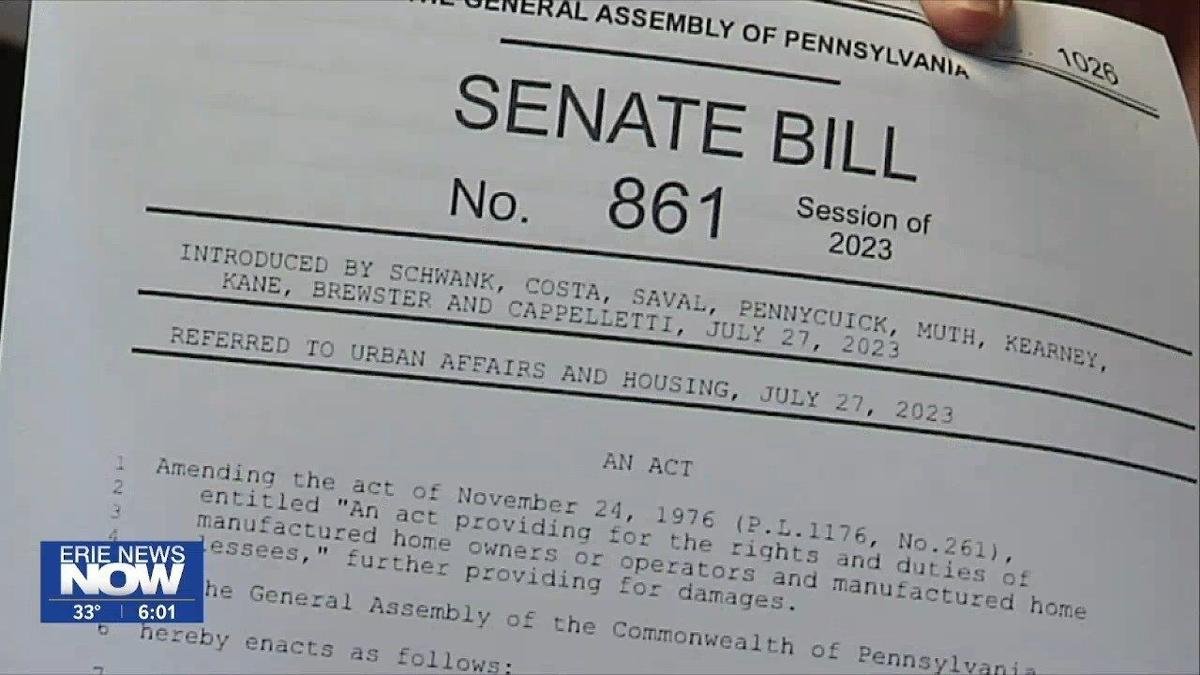 GENERAL ASSEMBLY OF PENNSYLVANIA
1026
SENATE BILL
No. 861 Session of
2023
INTRODUCED BY SCHWANK, COSTA, SAVAL, PENNYCUICK, MUTH, KEARNEY,
KANE, BREWSTER AND CAPPELLETTI, JULY 27, 2023
REFERRED TO URBAN AFFAIRS AND HOUSING, JULY 27, 2023
AN ACT
1 Amending the act of November 24, 1976 (P.L.1176, No.261),
2 entitled "An act providing for the rights and duties of
3 manufactured home owners or operators and manufactured home
4 lessees," further providing for damages.
he General Assembly of the Commonwealth of Pennsylvania
6 hereby enacts as follows:
7
ERIE NEWS
NOW
33° | 6:01